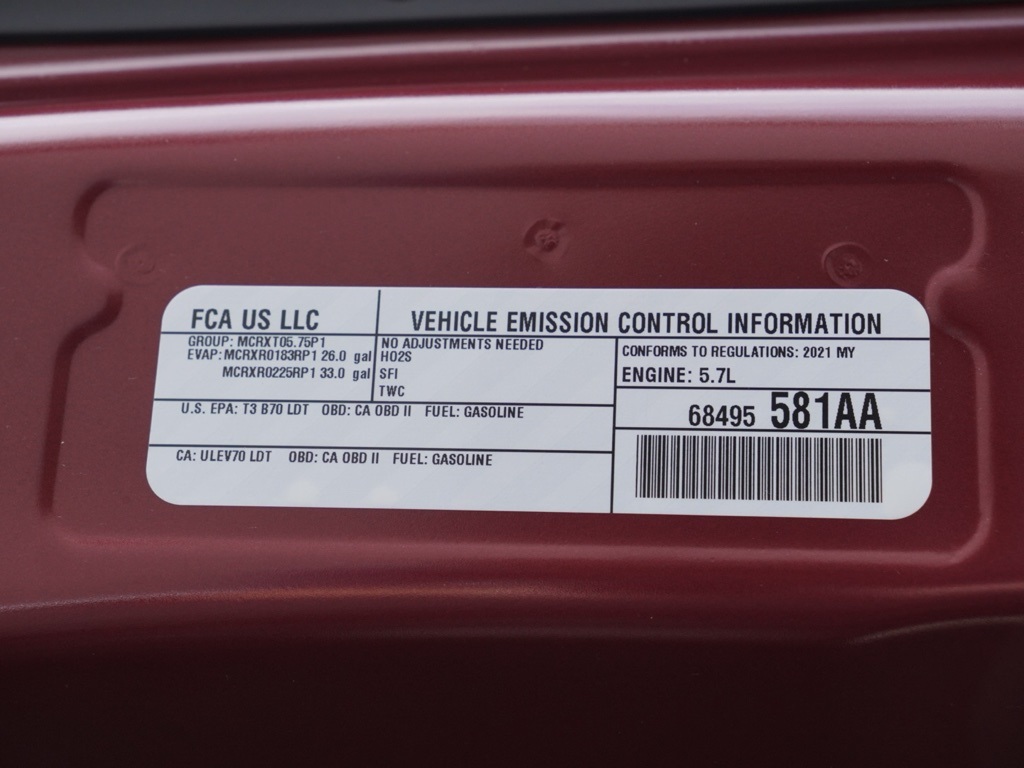 FCA US LLC
VEHICLE EMISSION CONTROL INFORMATION
GROUP: MCRXT05.75P1
EVAP: MCRXR0183RP1 26.0 gal
MCRXR0225RP1 33.0 gal
NO ADJUSTMENTS NEEDED
HO2S
SFI
TWC
CONFORMS TO REGULATIONS: 2021 MY
ENGINE: 5.7L
U.S. EPA: T3 B70 LDT OBD: CA OBD II FUEL: GASOLINE
68495 581AA
CA: ULEV70 LDT OBD: CA OBD II FUEL: GASOLINE